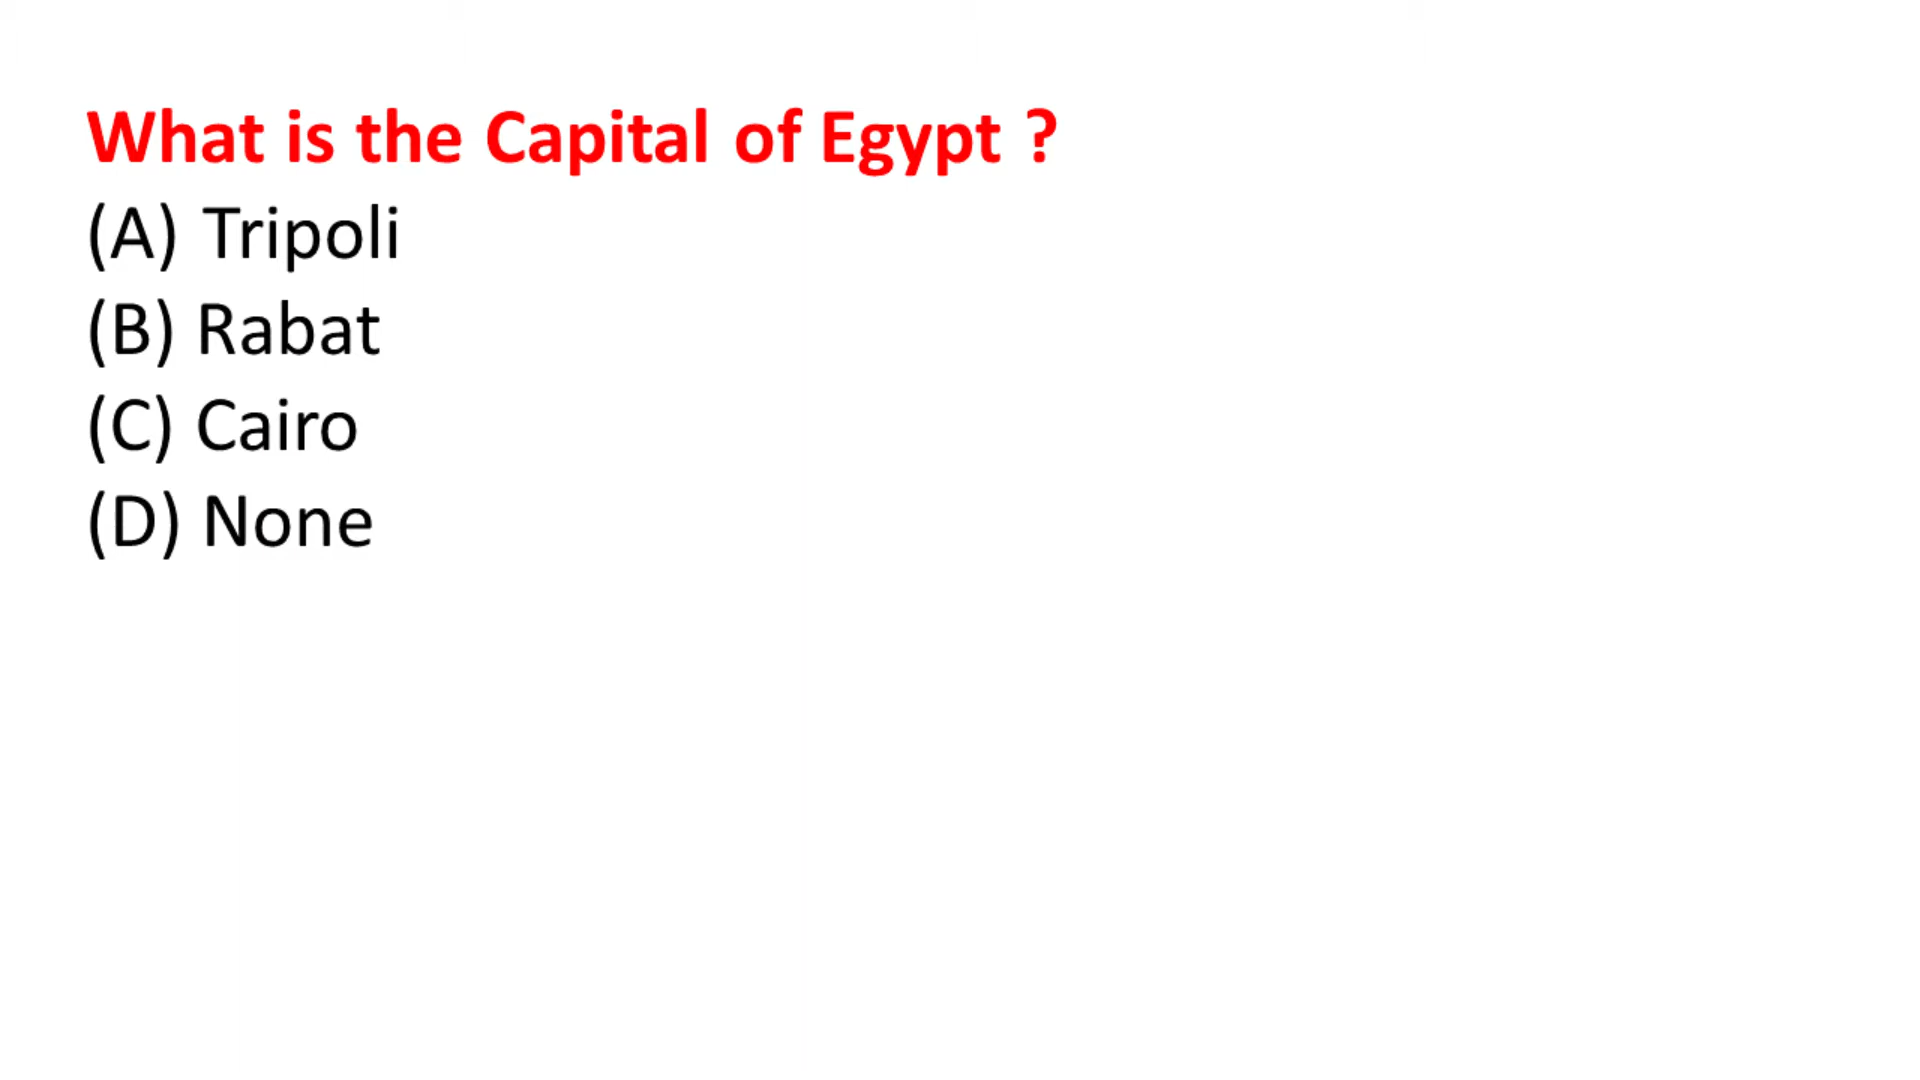 What is the Capital of Egypt ?
(A) Tripoli
(B) Rabat
(C) Cairo
(D) None